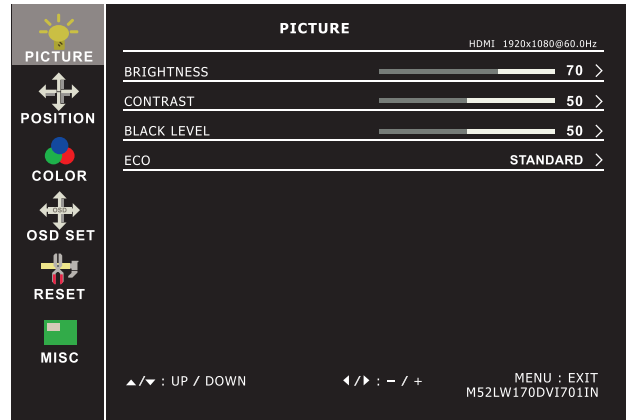 PICTURE
POSITION
COLOR
OSD
OSD SET
RESET
MISC
PICTURE
HDMI 1920x1080@60.0Hz
BRIGHTNESS 70 >
CONTRAST 50 >
BLACK LEVEL 50 >
ECO STANDARD >
▲/▼ : UP / DOWN ◀/▶ : − / + MENU : EXIT
M52LW170DVI701IN